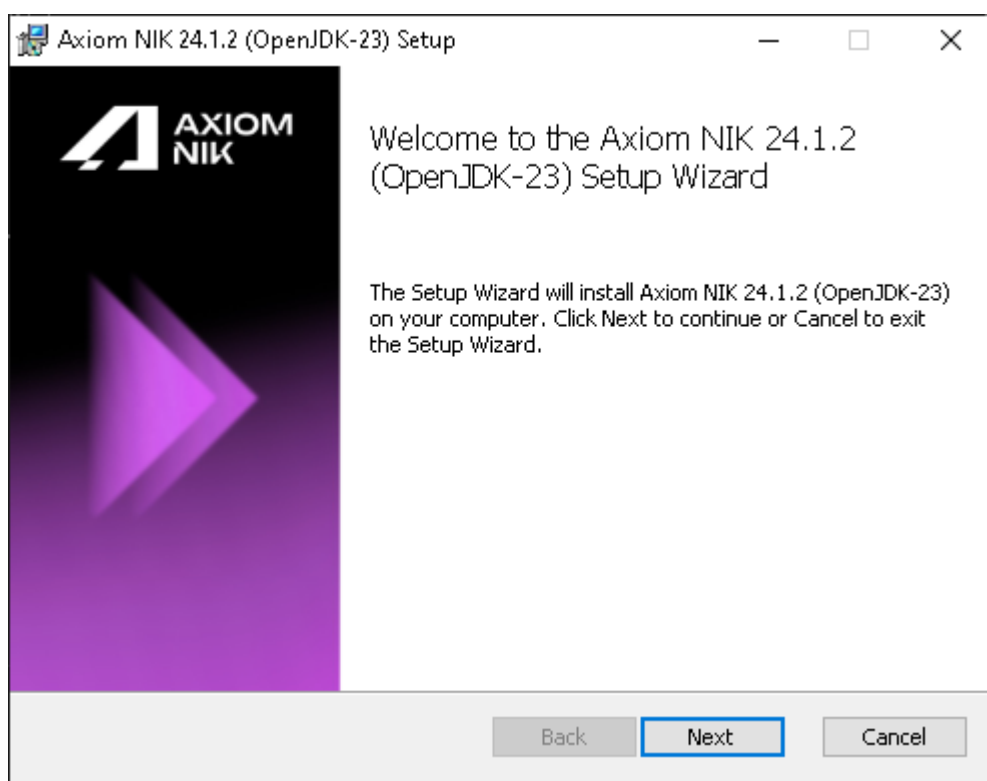 Axiom NIK 24.1.2 (OpenJDK-23) Setup
AXIOM
NIK
Welcome to the Axiom NIK 24.1.2
(OpenJDK-23) Setup Wizard
The Setup Wizard will install Axiom NIK 24.1.2 (OpenJDK-23)
on your computer. Click Next to continue or Cancel to exit
the Setup Wizard.
Back
Next
Cancel